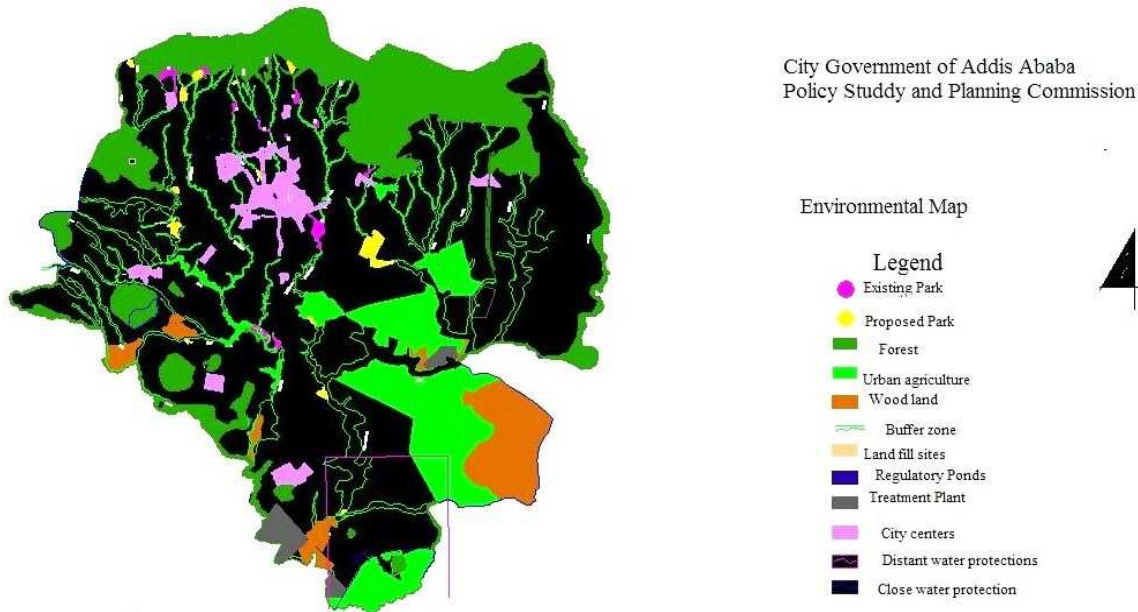 City Government of Addis Ababa
Policy Studdy and Planning Commission
Environmental Map
Legend
Existing Park
Proposed Park
Forest
Urban agriculture
Wood land
Buffer zone
Land fill sites
Regulatory Ponds
Treatment Plant
City centers
Distant water protections
Close water protection